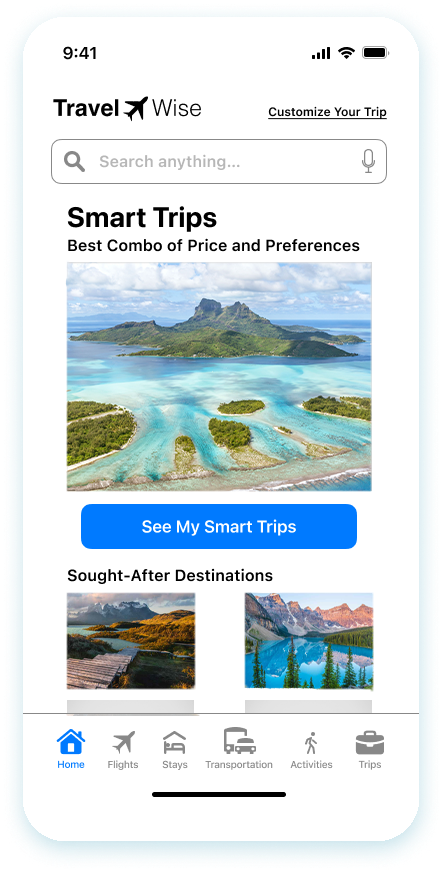 9:41
Travel Wise
Customize Your Trip
Search anything...
Smart Trips
Best Combo of Price and Preferences
See My Smart Trips
Sought-After Destinations
Home
Flights
Stays
Transportation
Activities
Trips